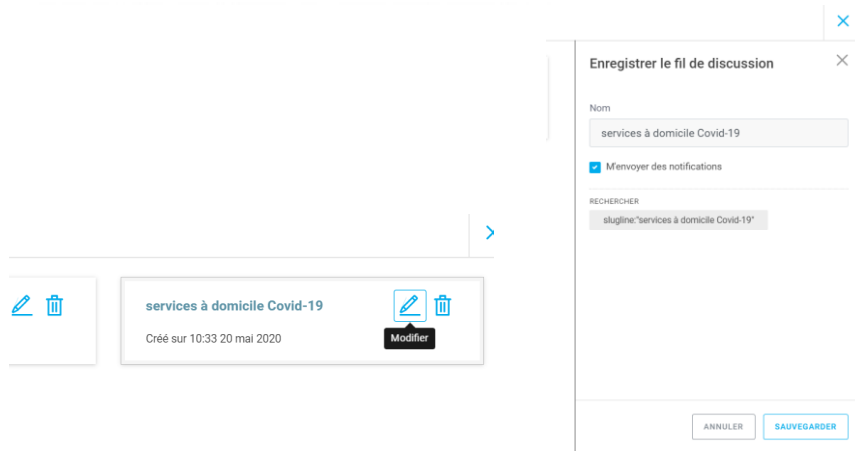 Enregistrer le fil de discussion
Nom
services à domicile Covid-19
M'envoyer des notifications
RECHERCHER
slugline:"services à domicile Covid-19"
services à domicile Covid-19
Créé sur 10:33 20 mai 2020
Modifier
ANNULER
SAUVEGARDER